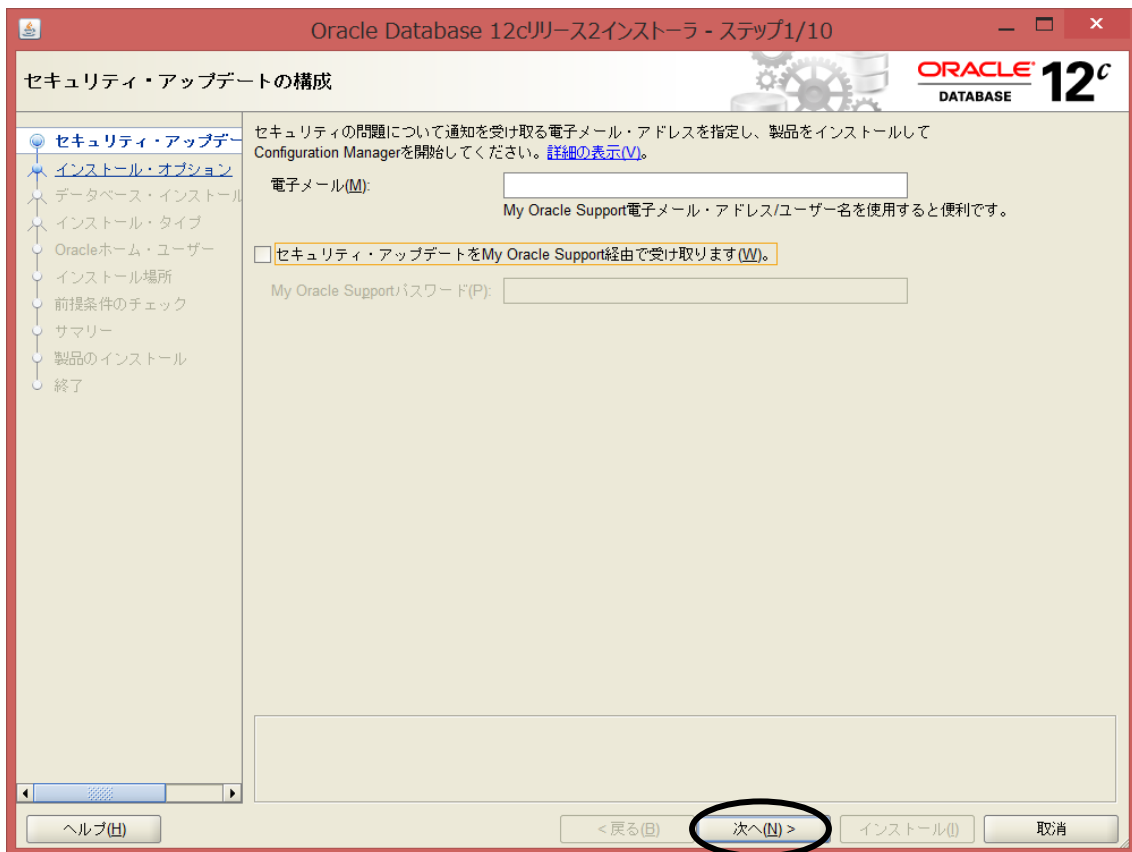 Oracle Database 12cリリース2インストーラ - ステップ1/10
セキュリティ・アップデートの構成
ORACLE
DATABASE
12c
セキュリティ・アップデー
インストール・オプション
データベース・インストール
インストール・タイプ
Oracleホーム・ユーザー
インストール場所
前提条件のチェック
サマリー
製品のインストール
終了
セキュリティの問題について通知を受け取る電子メール・アドレスを指定し、製品をインストールして
Configuration Managerを開始してください。詳細の表示(V)。
電子メール(M):
My Oracle Support電子メール・アドレス/ユーザー名を使用すると便利です。
セキュリティ・アップデートをMy Oracle Support経由で受け取ります(W)。
My Oracle Supportパスワード(P):
ヘルプ(H)
<戻る(B)
次へ(N) >
インストール(I)
取消